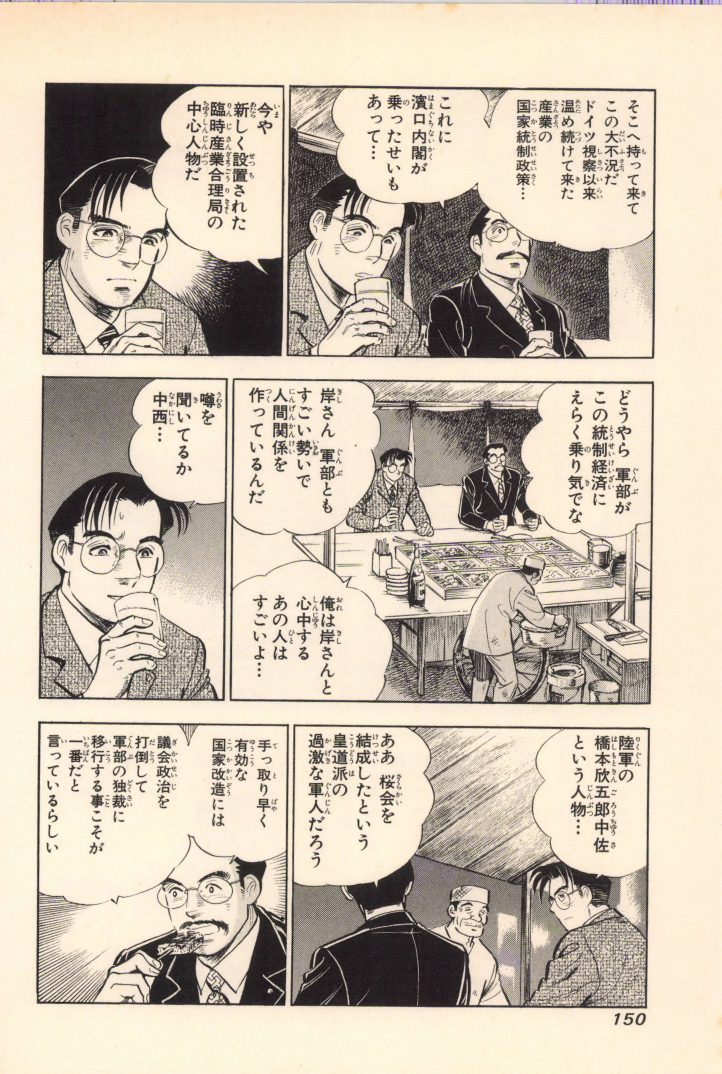 そこへ持って来て
この大不況だ
ドイツ視察以来
温め続けて来た
産業の
国家統制政策…
これに
濱口内閣が
乗ったせいも
あって…
今や
新しく設置された
臨時産業合理局の
中心人物だ
どうやら 軍部が
この統制経済に
えらく乗り気でな
岸さん 軍部とも
すごい勢いで
人間関係を
作っているんだ
俺は岸さんと
心中する
あの人は
すごいよ…
噂を
聞いてるか
中西…
陸軍の
橋本欣五郎中佐
という人物…
ああ 桜会を
結成したという
皇道派の
過激な軍人だろう
手っ取り早く
有効な
国家改造には
議会政治を
打倒して
軍部の独裁に
移行する事こそが
一番だと
言っているらしい
150